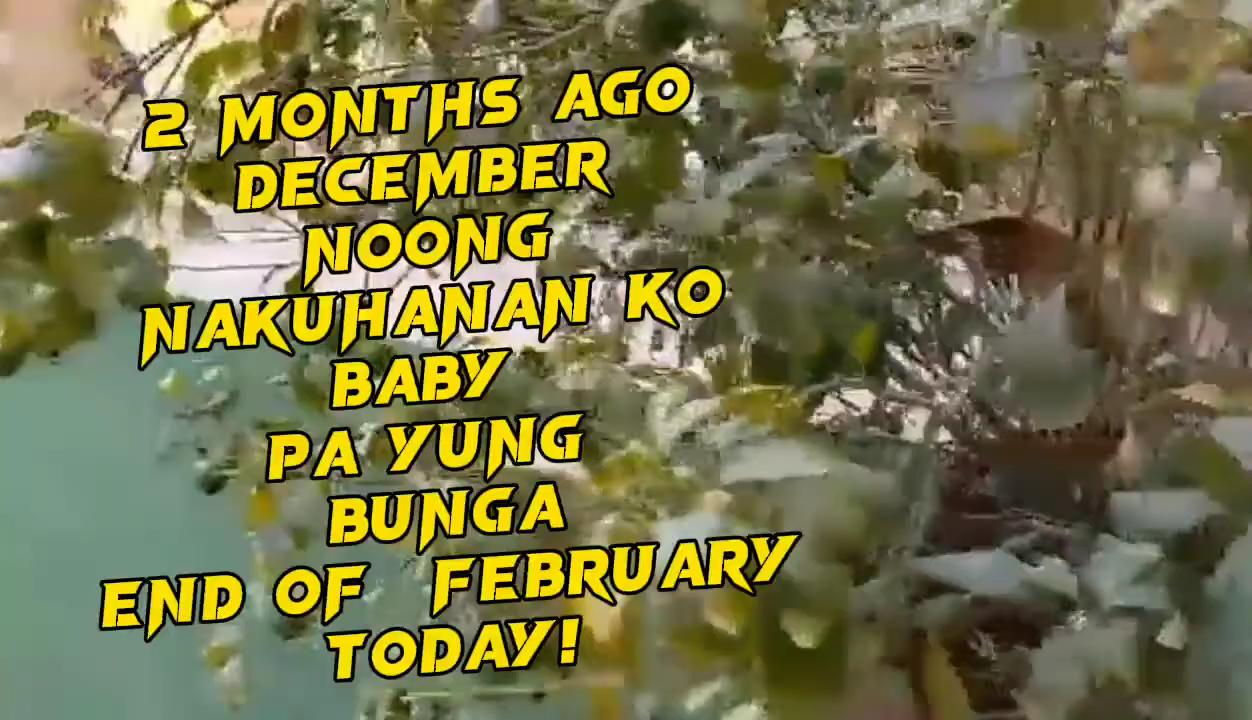 2 MONTHS AGO
DECEMBER
NOONG
NAKUHANAN KO
BABY
PA YUNG
BUNGA
END OF FEBRUARY
TODAY!